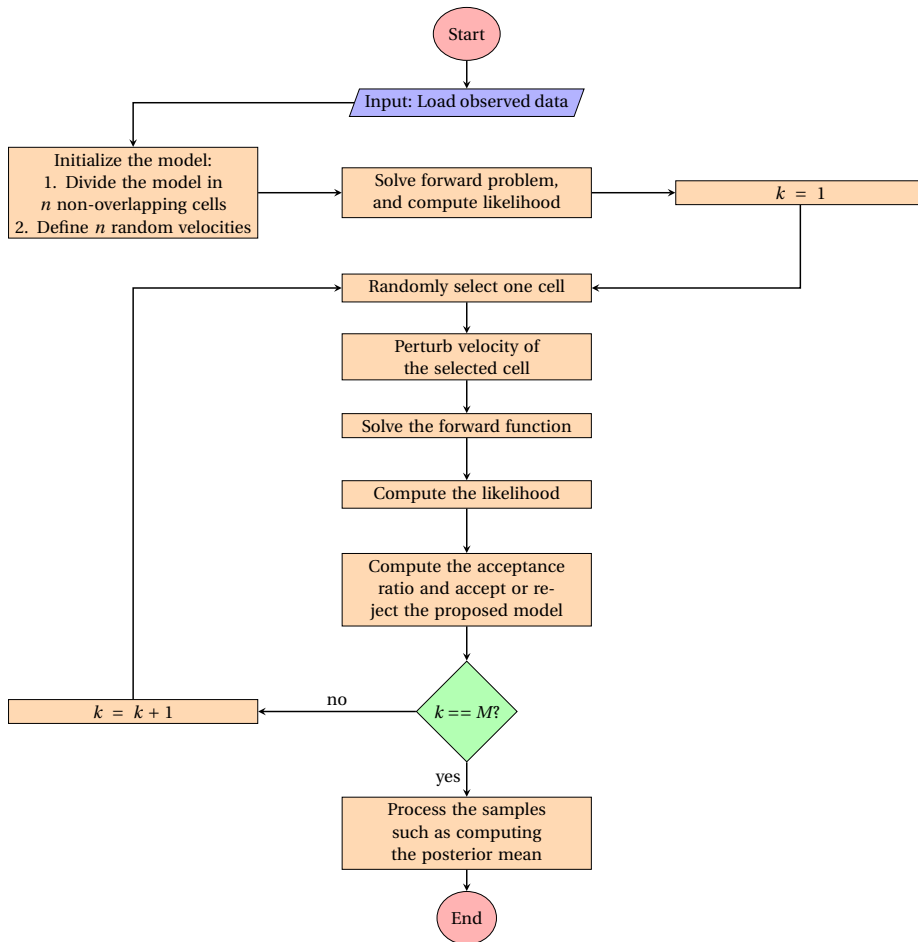 Start
Input: Load observed data
Initialize the model:
1. Divide the model in
n non-overlapping cells
2. Define n random velocities
Solve forward problem,
and compute likelihood
k = 1
Randomly select one cell
Perturb velocity of
the selected cell
Solve the forward function
Compute the likelihood
Compute the acceptance
ratio and accept or re-
ject the proposed model
k == M?
no
k = k + 1
yes
Process the samples
such as computing
the posterior mean
End